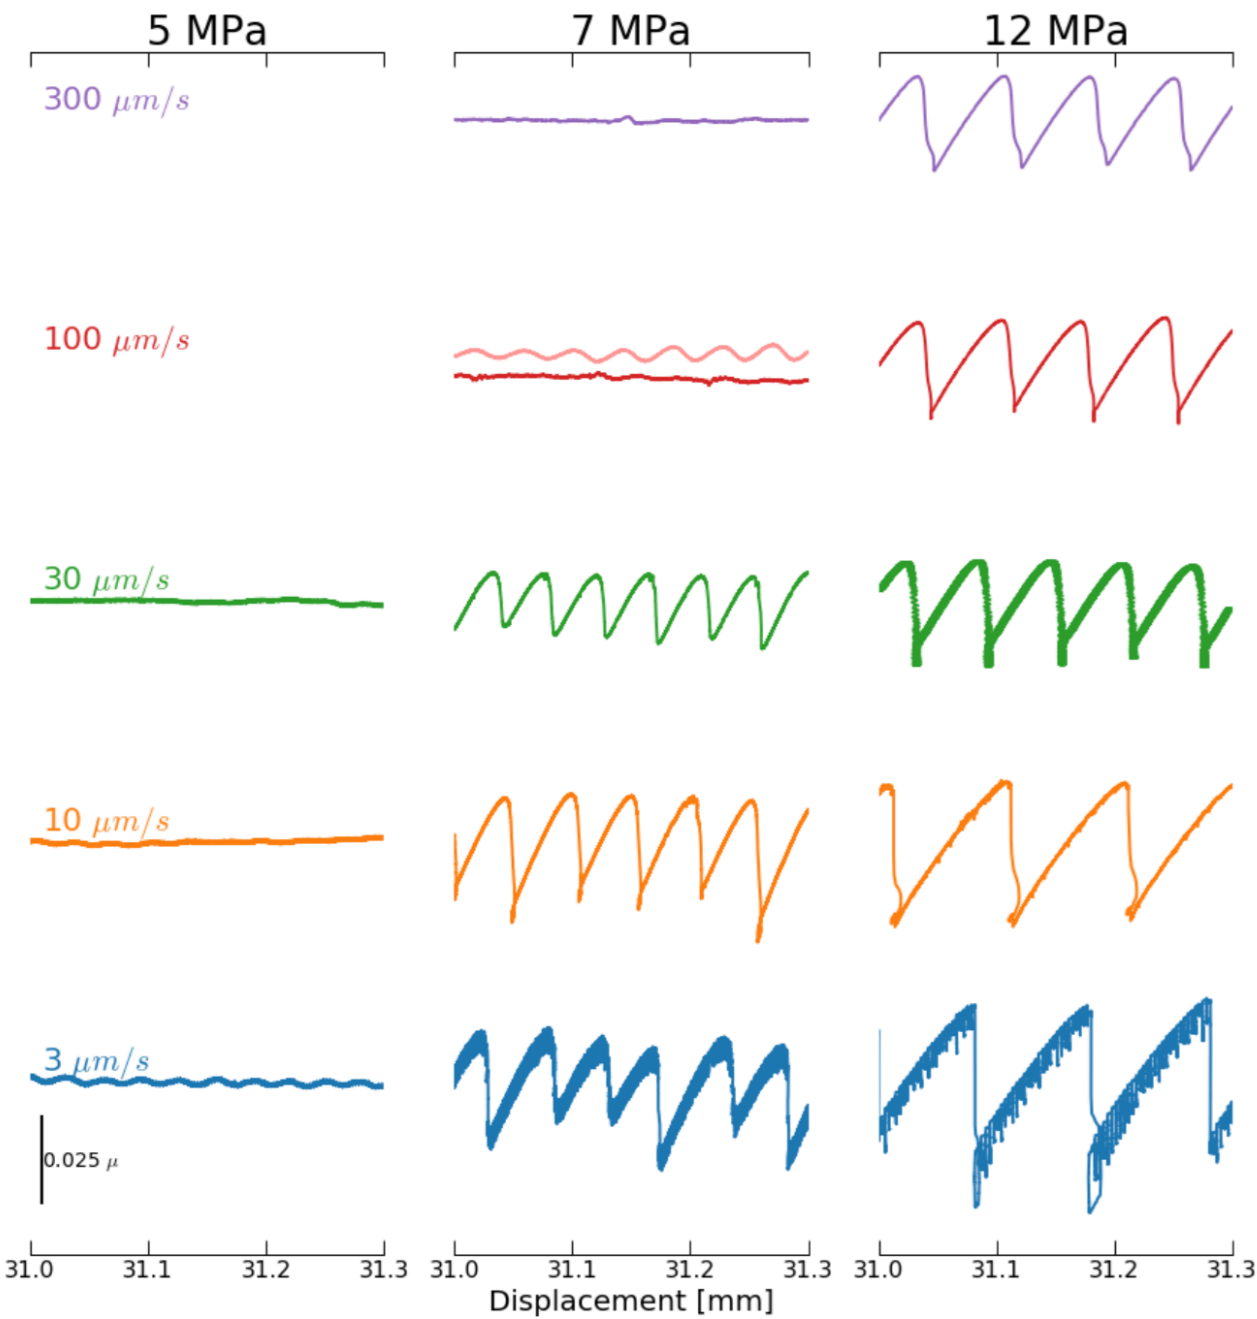 5 MPa 7 MPa 12 MPa
300 μm/s
100 μm/s
30 μm/s
10 μm/s
3 μm/s
0.025 μ
31.0 31.1 31.2 31.3 31.0 31.1 31.2 31.3 31.0 31.1 31.2 31.3
Displacement [mm]